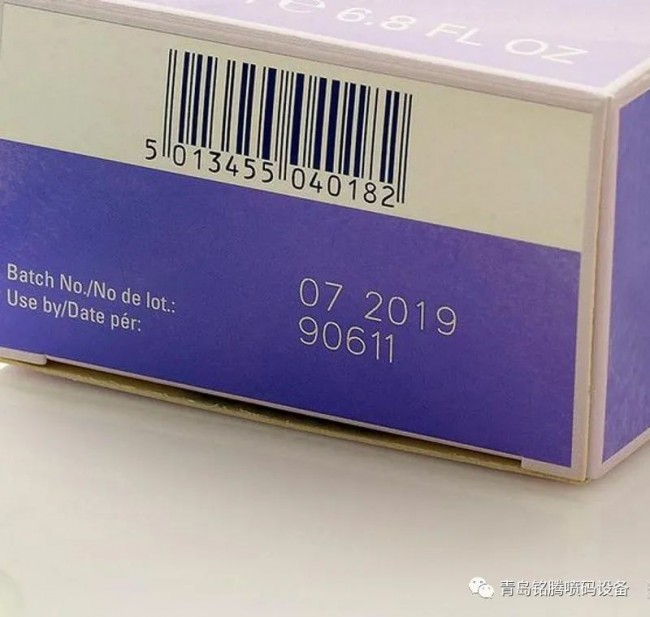 6.8 FL OZ
5 013455 040182
Batch No./No de lot.:
Use by/Date pér:
07 2019
90611
青岛铭腾喷码设备